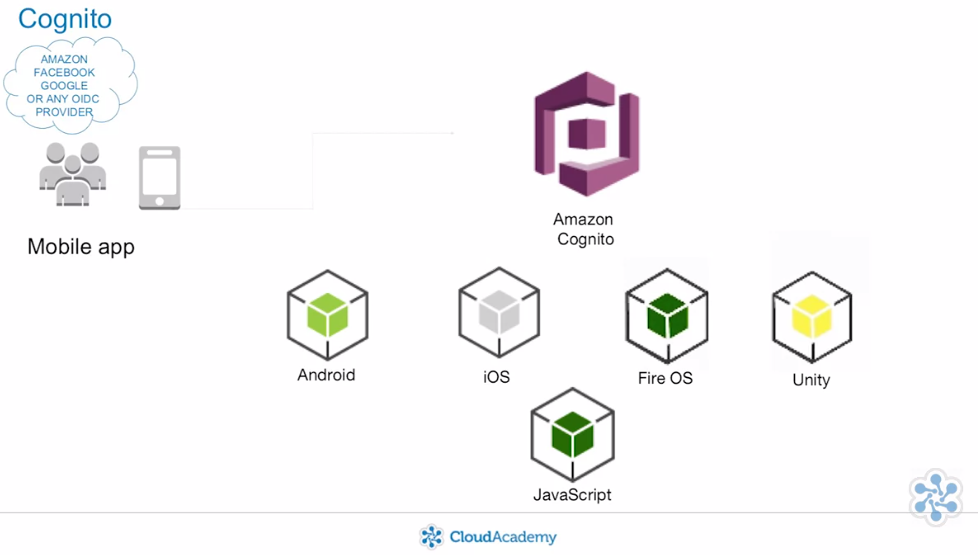 Cognito
AMAZON
FACEBOOK
GOOGLE
OR ANY OIDC
PROVIDER
Mobile app
Amazon
Cognito
Android
iOS
Fire OS
Unity
JavaScript
CloudAcademy